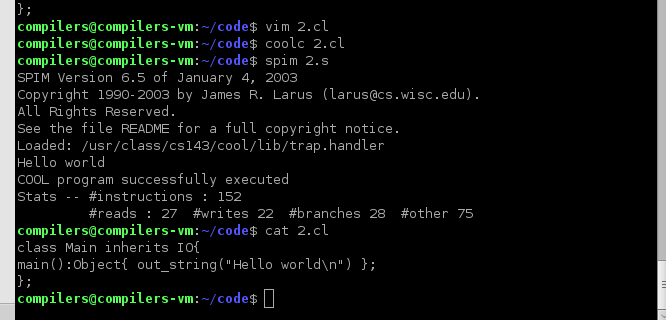 };
compilers@compilers-vm:~/code$ vim 2.cl
compilers@compilers-vm:~/code$ coolc 2.cl
compilers@compilers-vm:~/code$ spim 2.s
SPIM Version 6.5 of January 4, 2003
Copyright 1990-2003 by James R. Larus (larus@cs.wisc.edu).
All Rights Reserved.
See the file README for a full copyright notice.
Loaded: /usr/class/cs143/cool/lib/trap.handler
Hello world
COOL program successfully executed
Stats -- #instructions : 152
         #reads : 27  #writes 22  #branches 28  #other 75
compilers@compilers-vm:~/code$ cat 2.cl
class Main inherits IO{
main():Object{ out_string("Hello world\n") };
};
compilers@compilers-vm:~/code$